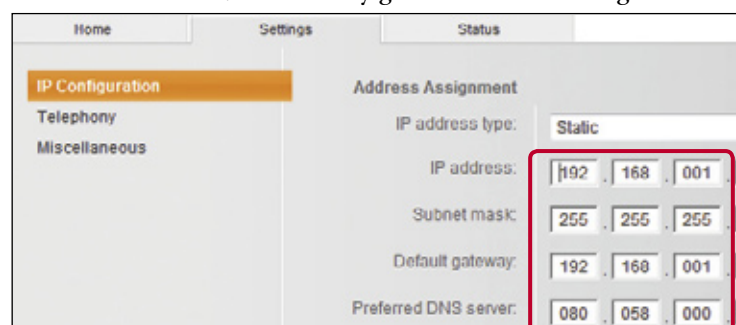 Home Settings Status
IP Configuration
Address Assignment
Telephony
IP address type: Static
Miscellaneous
IP address: 192 . 168 . 001 .
Subnet mask: 255 . 255 . 255 .
Default gateway: 192 . 168 . 001 .
Preferred DNS server: 080 . 058 . 000 .